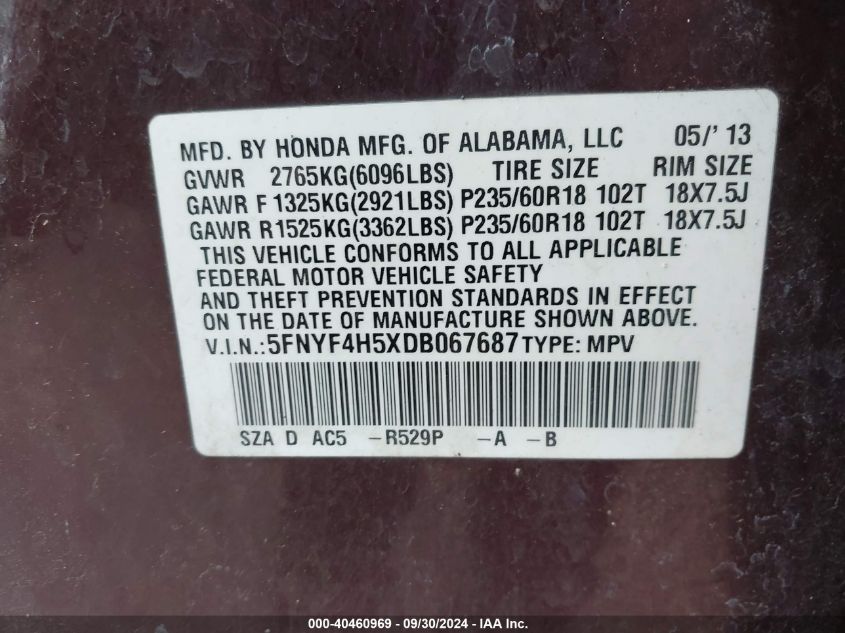 MFD. BY HONDA MFG. OF ALABAMA, LLC 05/' 13
GVWR 2765KG(6096LBS) TIRE SIZE RIM SIZE
GAWR F 1325KG(2921LBS) P235/60R18 102T 18X7.5J
GAWR R1525KG(3362LBS) P235/60R18 102T 18X7.5J
THIS VEHICLE CONFORMS TO ALL APPLICABLE
FEDERAL MOTOR VEHICLE SAFETY
AND THEFT PREVENTION STANDARDS IN EFFECT
ON THE DATE OF MANUFACTURE SHOWN ABOVE.
V.I.N.:5FNYF4H5XDB067687 TYPE: MPV
SZA D AC5 -R529P -A -B
000-40460969 - 09/30/2024 - IAA Inc.